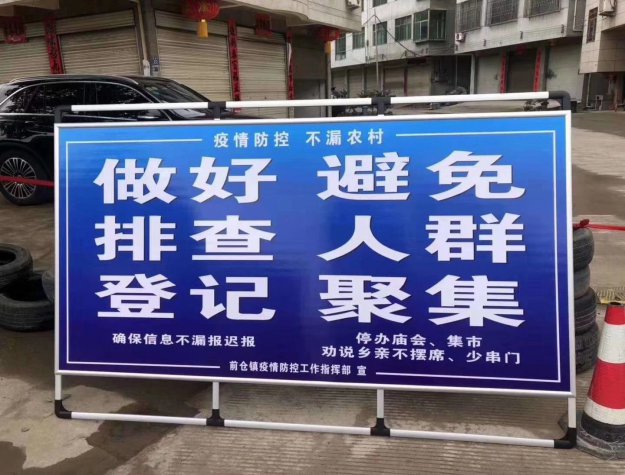 疫情防控 不漏农村
做好 避免
排查 人群
登记 聚集
确保信息不漏报迟报
停办庙会、集市
劝说乡亲不摆席、少串门
前仓镇疫情防控工作指挥部 宣